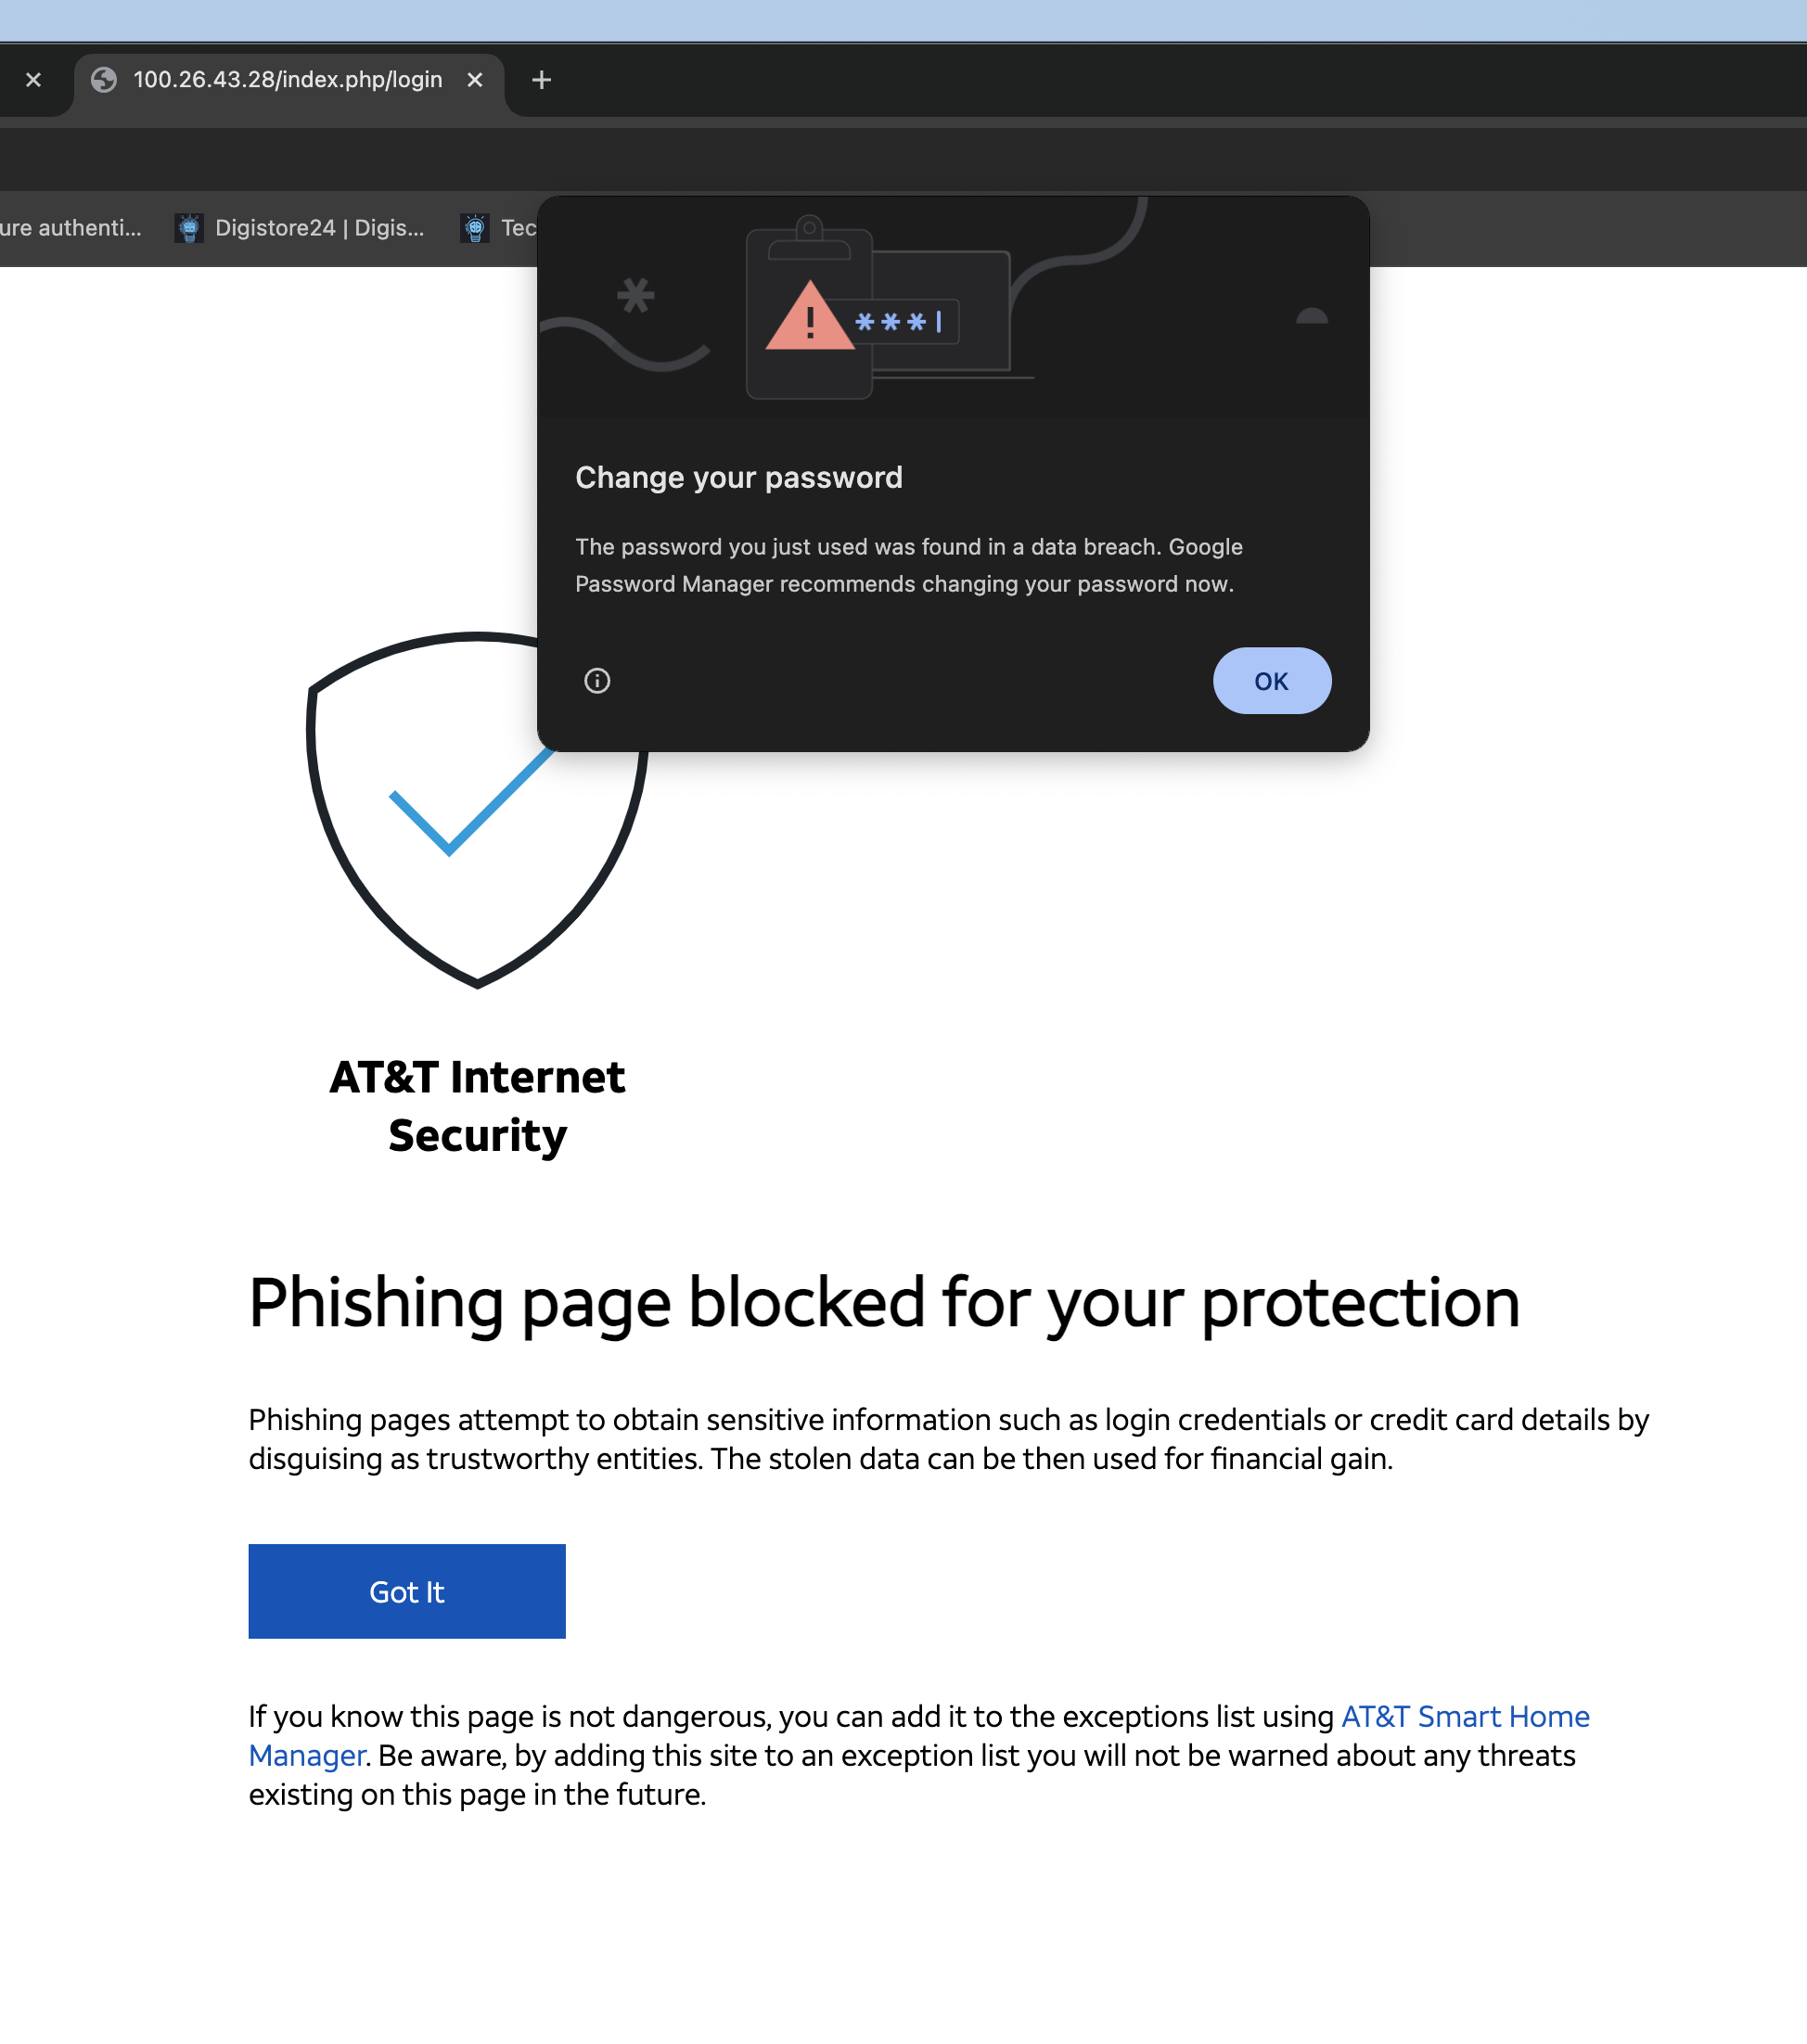 100.26.43.28/index.php/login
ure authenti... Digistore24 | Digis... Tec
***
Change your password
The password you just used was found in a data breach. Google
Password Manager recommends changing your password now.
OK
AT&T Internet
Security
Phishing page blocked for your protection
Phishing pages attempt to obtain sensitive information such as login credentials or credit card details by
disguising as trustworthy entities. The stolen data can be then used for financial gain.
Got It
If you know this page is not dangerous, you can add it to the exceptions list using AT&T Smart Home
Manager. Be aware, by adding this site to an exception list you will not be warned about any threats
existing on this page in the future.